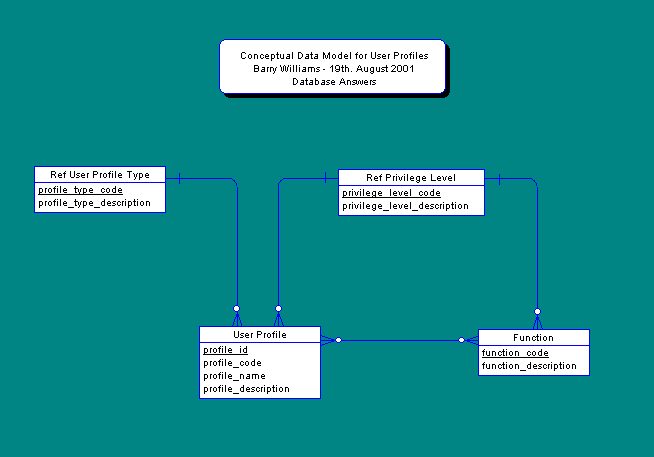 Conceptual Data Model for User Profiles
Barry Williams - 19th. August 2001
Database Answers
Ref User Profile Type
profile_type_code
profile_type_description
Ref Privilege Level
privilege_level_code
privilege_level_description
User Profile
profile_id
profile_code
profile_name
profile_description
Function
function_code
function_description